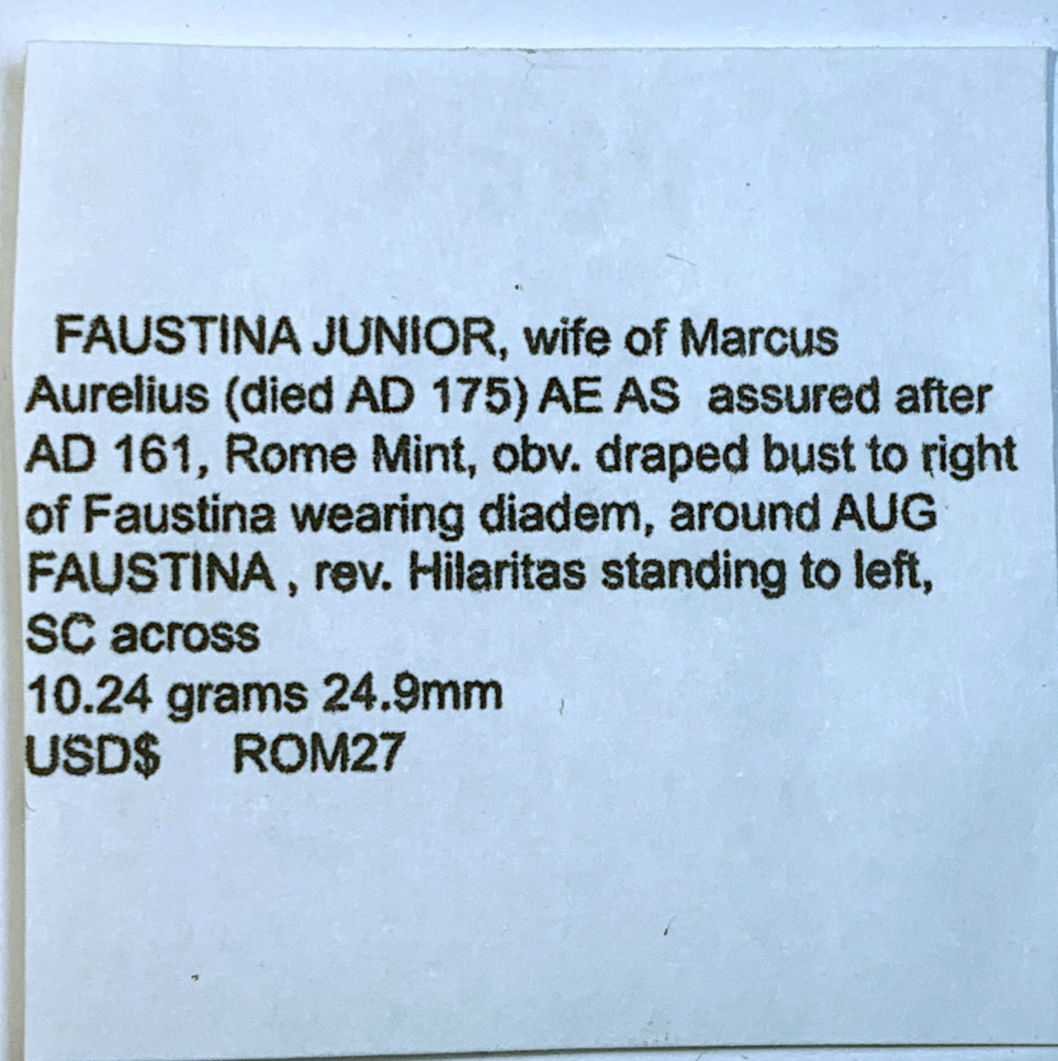 FAUSTINA JUNIOR, wife of Marcus
Aurelius (died AD 175) AE AS assured after
AD 161, Rome Mint, obv. draped bust to right
of Faustina wearing diadem, around AUG
FAUSTINA , rev. Hilaritas standing to left,
SC across
10.24 grams 24.9mm
USD$ ROM27